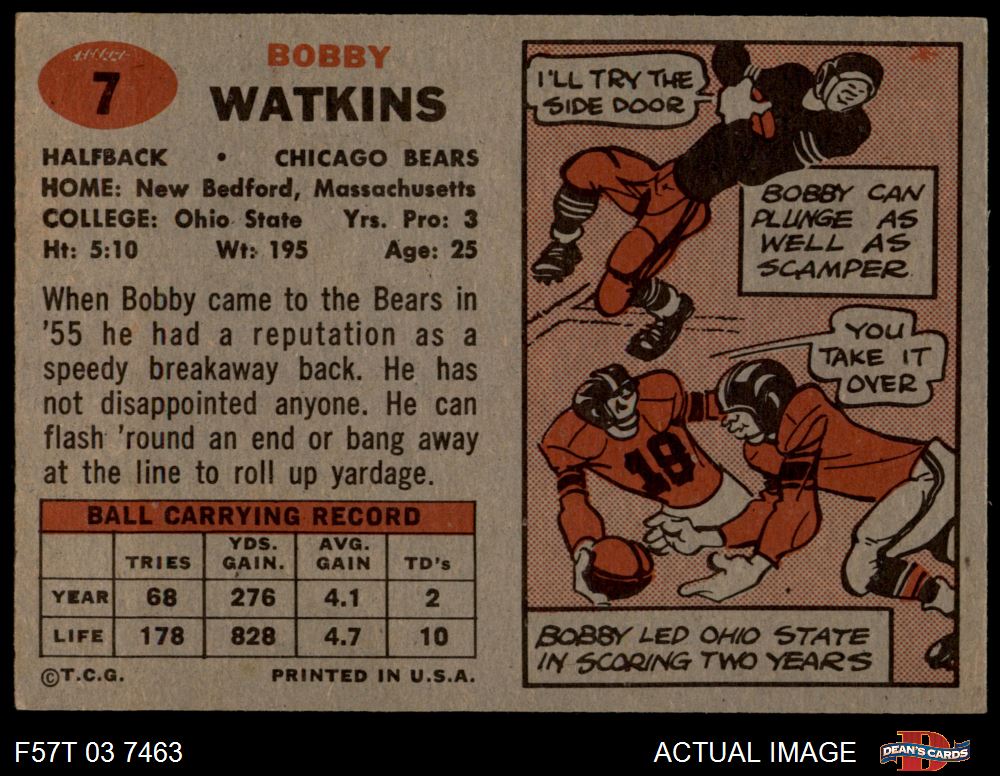 7
BOBBY
WATKINS
HALFBACK • CHICAGO BEARS
HOME: New Bedford, Massachusetts
COLLEGE: Ohio State Yrs. Pro: 3
Ht: 5:10 Wt: 195 Age: 25
When Bobby came to the Bears in
'55 he had a reputation as a
speedy breakaway back. He has
not disappointed anyone. He can
flash 'round an end or bang away
at the line to roll up yardage.
BALL CARRYING RECORD
TRIES YDS. GAIN. AVG. GAIN TD's
YEAR 68 276 4.1 2
LIFE 178 828 4.7 10
©T.C.G. PRINTED IN U.S.A.
I'LL TRY THE
SIDE DOOR
BOBBY CAN
PLUNGE AS
WELL AS
SCAMPER
YOU
TAKE IT
OVER
18
BOBBY LED OHIO STATE
IN SCORING TWO YEARS
F57T 03 7463
ACTUAL IMAGE
DEAN'S CARDS